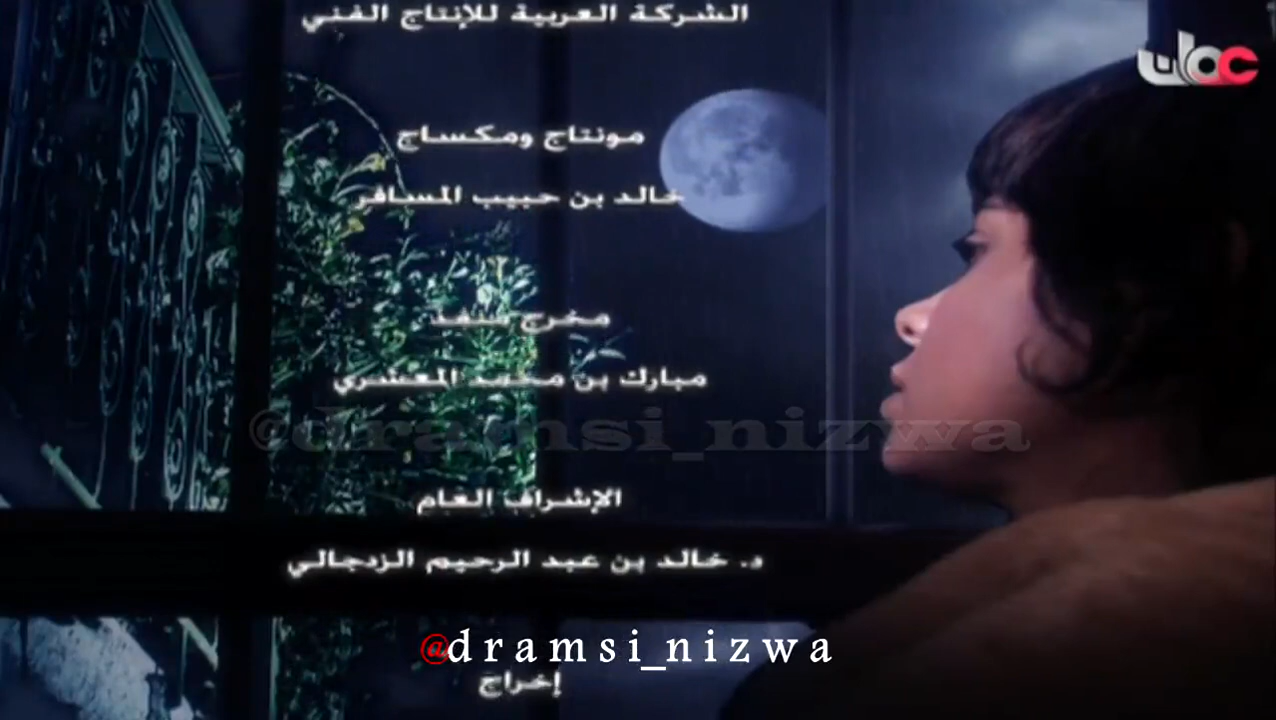 الشركة العربية للإنتاج الفني
مونتاج ومكساج
خالد بن حبيب المسافر
مخرج منفذ
مبارك بن محمد المعشري
@dramsi_nizwa
الإشراف العام
د. خالد بن عبد الرحيم الزدجالي
@dramsi_nizwa
إخراج